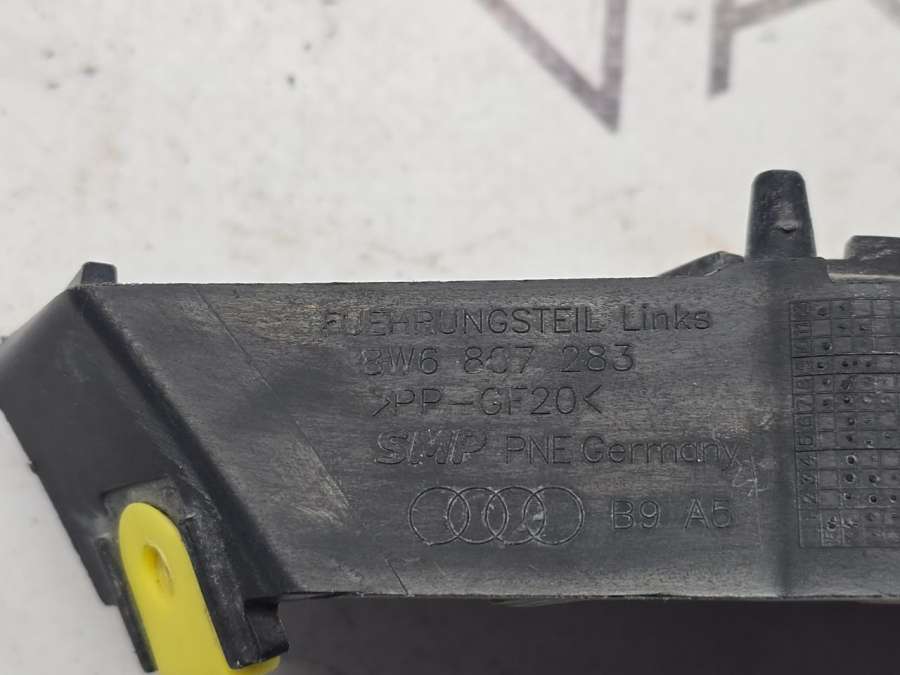 FUEHRUNGSTEIL Links
8W6 807 283
>PP-GF20<
SMP PNE Germany
B9 A5